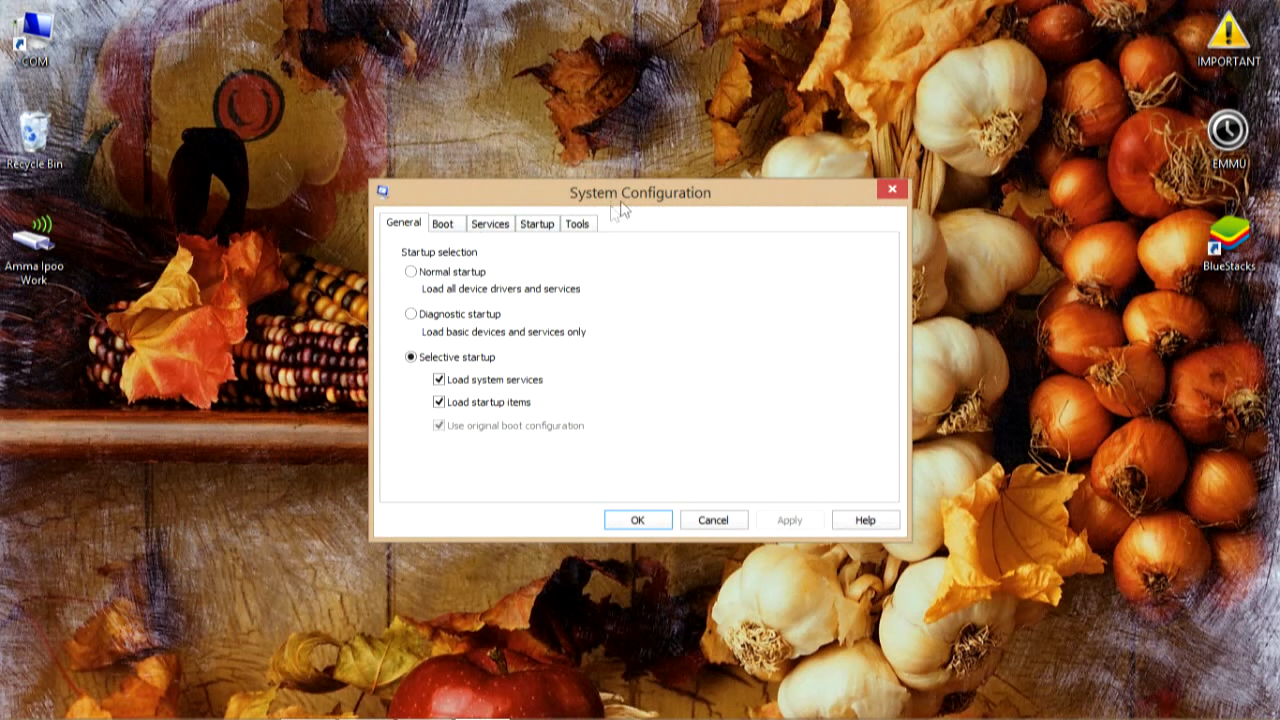 COM
Recycle Bin
Amma Ipoo
Work
IMPORTANT
EMMU
BlueStacks
System Configuration
General Boot Services Startup Tools
Startup selection
Normal startup
Load all device drivers and services
Diagnostic startup
Load basic devices and services only
Selective startup
Load system services
Load startup items
Use original boot configuration
OK Cancel Apply Help